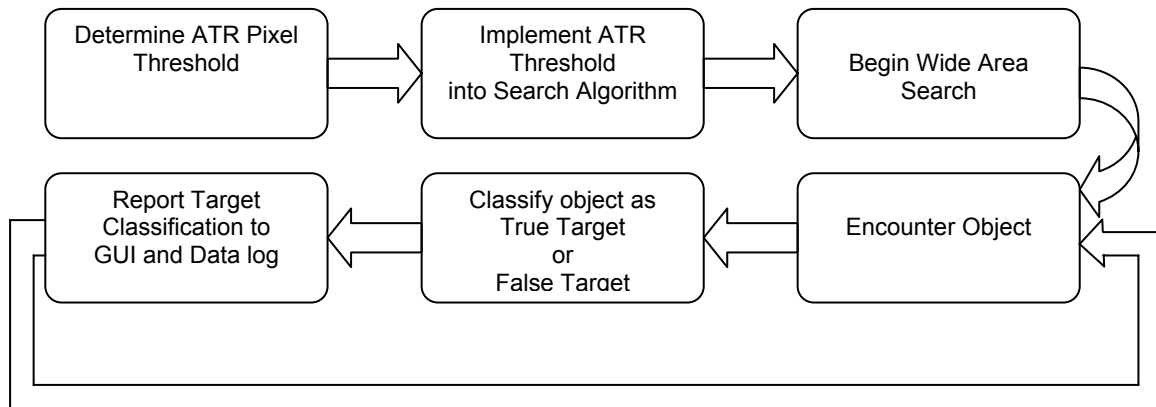 Determine ATR Pixel
Threshold
Implement ATR
Threshold
into Search Algorithm
Begin Wide Area
Search
Encounter Object
Classify object as
True Target
or
False Target
Report Target
Classification to
GUI and Data log